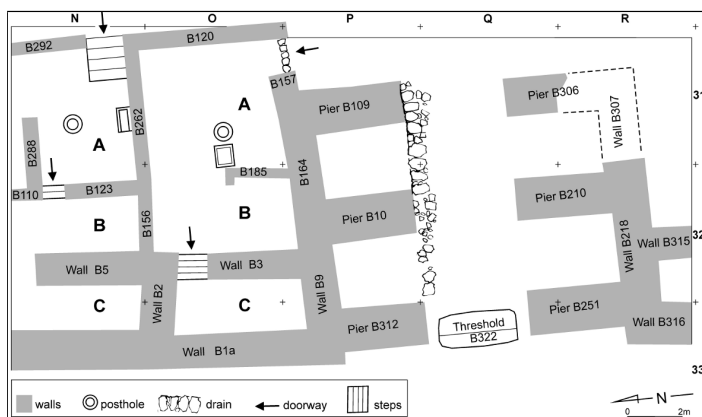 N O P Q R
B292
B120
B157
31
A
A
B262
Pier B109
Pier B306
Wall B307
B288
B164
B185
B110
B123
B156
B
B
Pier B10
Pier B210
32
Wall B218
Wall B315
Wall B5
Wall B3
Wall B2
Wall B9
C
C
Pier B312
Threshold
B322
Pier B251
Wall B316
Wall B1a
33
walls posthole drain doorway steps
N
0 2m